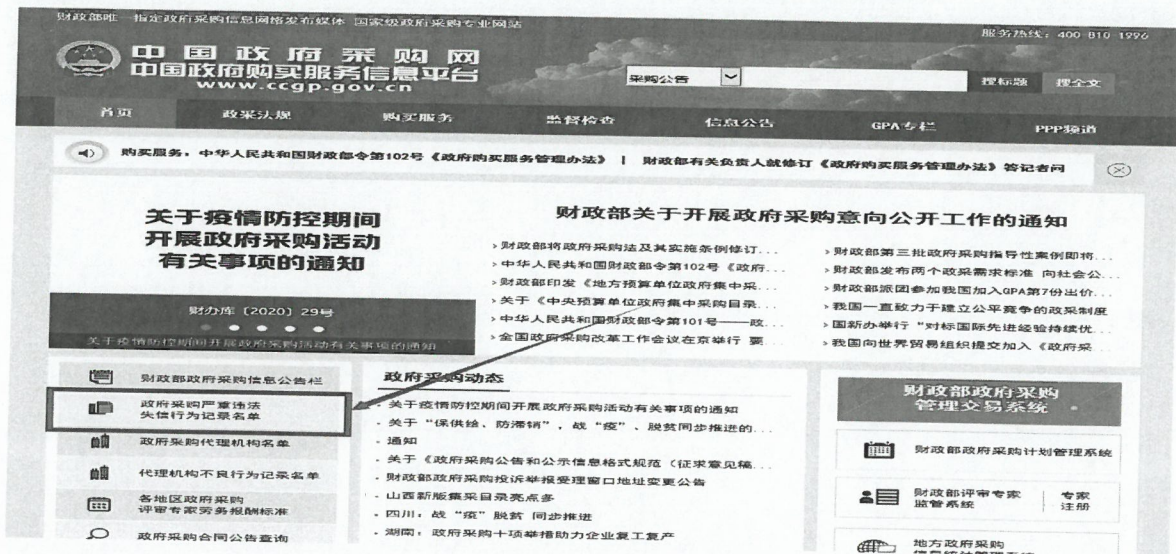 财政部唯一指定政府采购信息网络发布媒体 国家级政府采购专业网站
服务热线：400-810-1996
中国政府采购网
中国政府购买服务信息平台
www.ccgp.gov.cn
采购公告
搜标题 搜全文
首页 政采法规 购买服务 监督检查 信息公告 GPA专栏 PPP频道
购买服务，中华人民共和国财政部令第102号《政府购买服务管理办法》 | 财政部有关负责人就修订《政府购买服务管理办法》答记者问
关于疫情防控期间
开展政府采购活动
有关事项的通知
财办库〔2020〕29号
关于疫情防控期间开展政府采购活动有关事项的通知
财政部关于开展政府采购意向公开工作的通知
›财政部将政府采购法及其实施条例修订...
›中华人民共和国财政部令第102号《政府...
›财政部印发《地方预算单位政府集中采...
›关于《中央预算单位政府集中采购目录...
›中华人民共和国财政部令第101号——政...
›全国政府采购改革工作会议在京举行 要...
›财政部第三批政府采购指导性案例即将...
›财政部发布两个政采需求标准 向社会公...
›财政部派团参加我国加入GPA第7份出价...
›我国一直致力于建立公平竞争的政采制度
›国新办举行“对标国际先进经验持续优...
›我国向世界贸易组织提交加入《政府采...
财政部政府采购信息公告栏
政府采购严重违法
失信行为记录名单
政府采购代理机构名单
代理机构不良行为记录名单
各地区政府采购
评审专家劳务报酬标准
政府采购合同公告查询
政府采购动态
·关于疫情防控期间开展政府采购活动有关事项的通知
·关于“保供给、防滞销”，战“疫”、脱贫同步推进的...
·通知
·关于《政府采购公告和公示信息格式规范（征求意见稿...
·财政部政府采购投诉举报受理窗口地址变更公告
·山西新版集采目录亮点多
·四川：战“疫”脱贫 同步推进
·湖南：政府采购十项举措助力企业复工复产
财政部政府采购
管理交易系统
财政部政府采购计划管理系统
财政部评审专家
监管系统
专家
注册
地方政府采购
信息统计管理系统